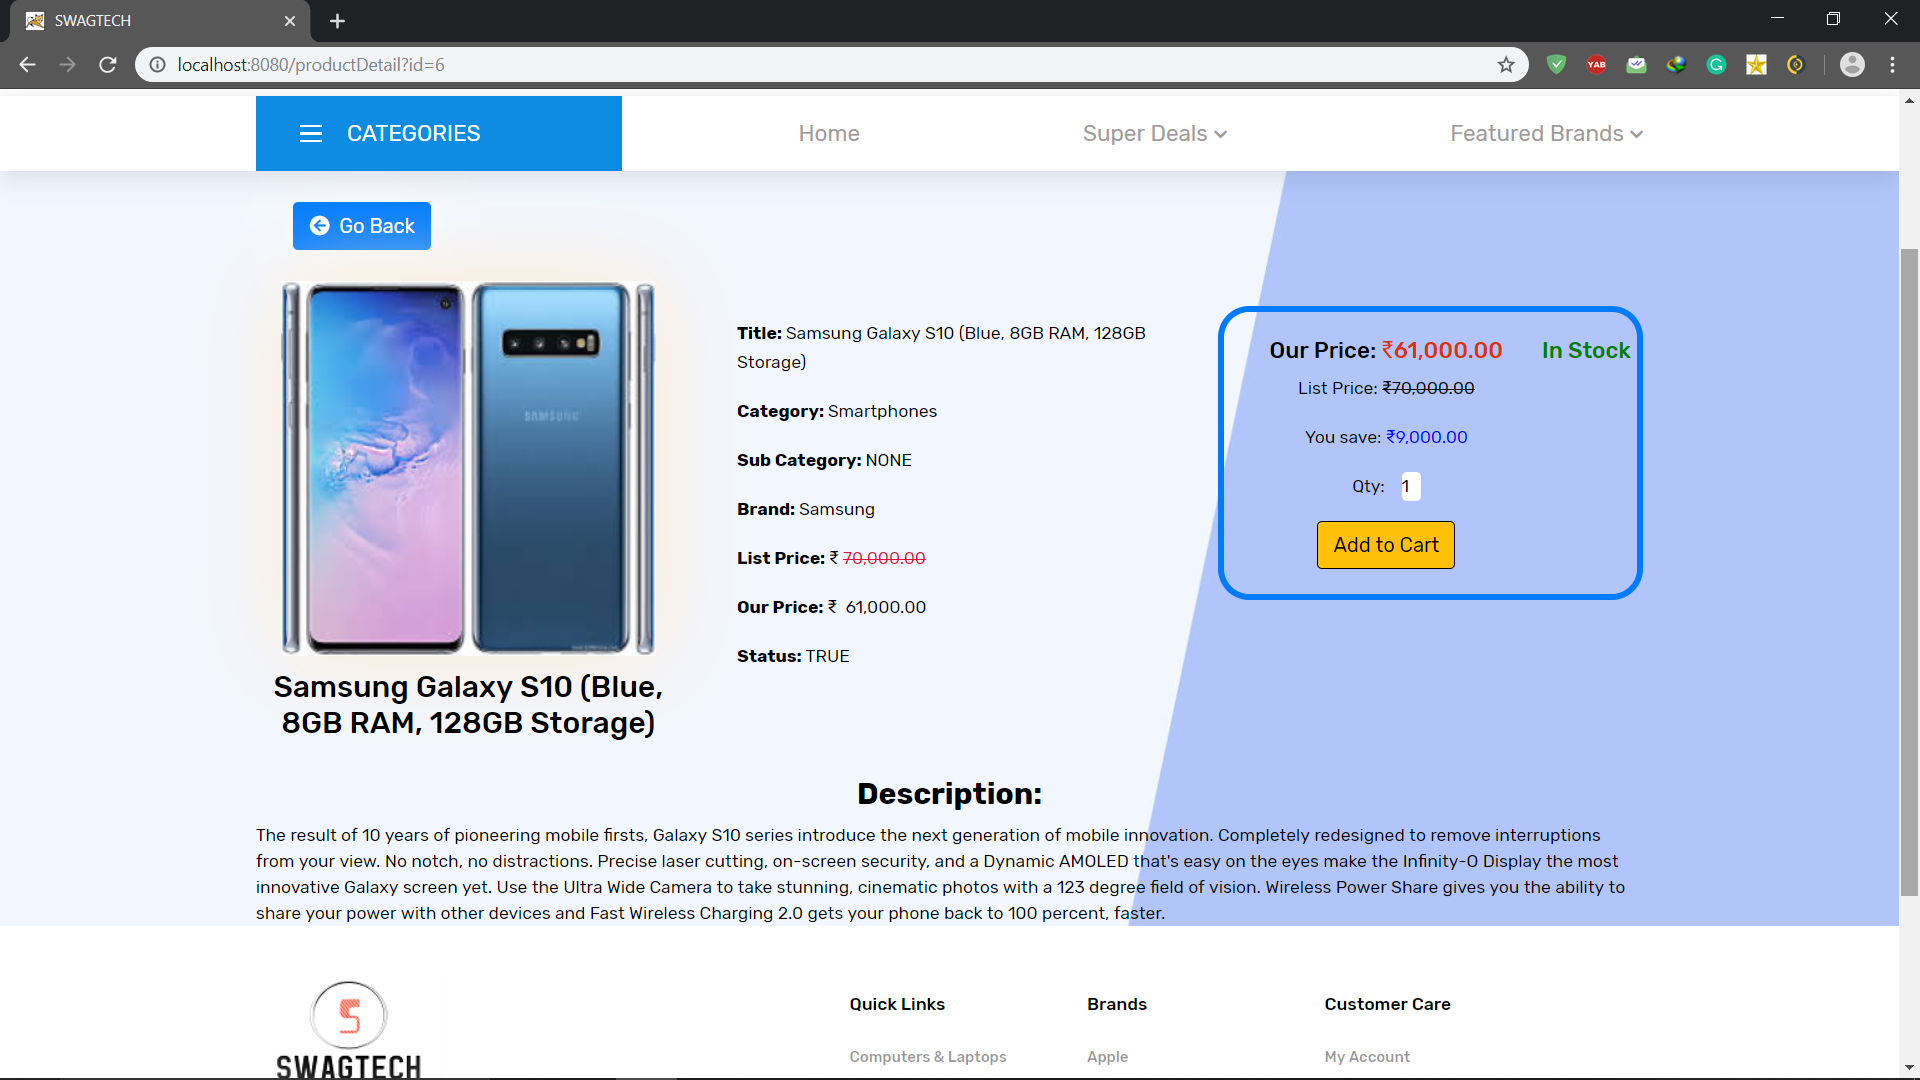 SWAGTECH
localhost:8080/productDetail?id=6
YAB
CATEGORIES
Home
Super Deals
Featured Brands
Go Back
SAMSUNG
Samsung Galaxy S10 (Blue,
8GB RAM, 128GB Storage)
Title: Samsung Galaxy S10 (Blue, 8GB RAM, 128GB
Storage)
Category: Smartphones
Sub Category: NONE
Brand: Samsung
List Price: ₹ 70,000.00
Our Price: ₹ 61,000.00
Status: TRUE
Our Price: ₹61,000.00 In Stock
List Price: ₹70,000.00
You save: ₹9,000.00
Qty: 1
Add to Cart
Description:
The result of 10 years of pioneering mobile firsts, Galaxy S10 series introduce the next generation of mobile innovation. Completely redesigned to remove interruptions
from your view. No notch, no distractions. Precise laser cutting, on-screen security, and a Dynamic AMOLED that's easy on the eyes make the Infinity-O Display the most
innovative Galaxy screen yet. Use the Ultra Wide Camera to take stunning, cinematic photos with a 123 degree field of vision. Wireless Power Share gives you the ability to
share your power with other devices and Fast Wireless Charging 2.0 gets your phone back to 100 percent, faster.
S
SWAGTECH
Quick Links
Computers & Laptops
Brands
Apple
Customer Care
My Account